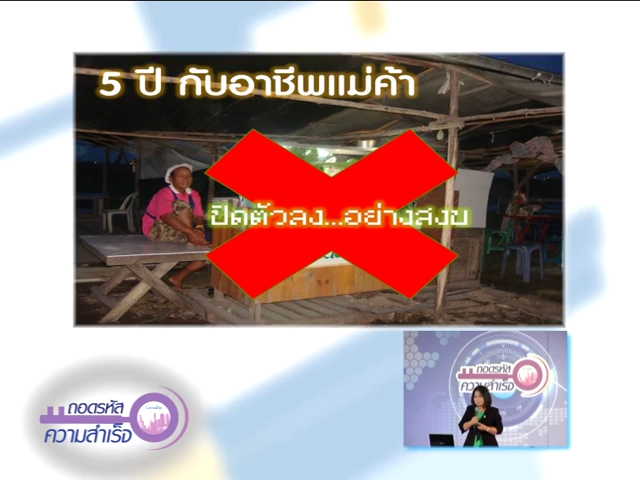 5 ปี กับอาชีพแม่ค้า
ปิดตัวลง...อย่างสงบ
ถอดรหัส
ความสำเร็จ
ถอดรหัส
ความสำเร็จ